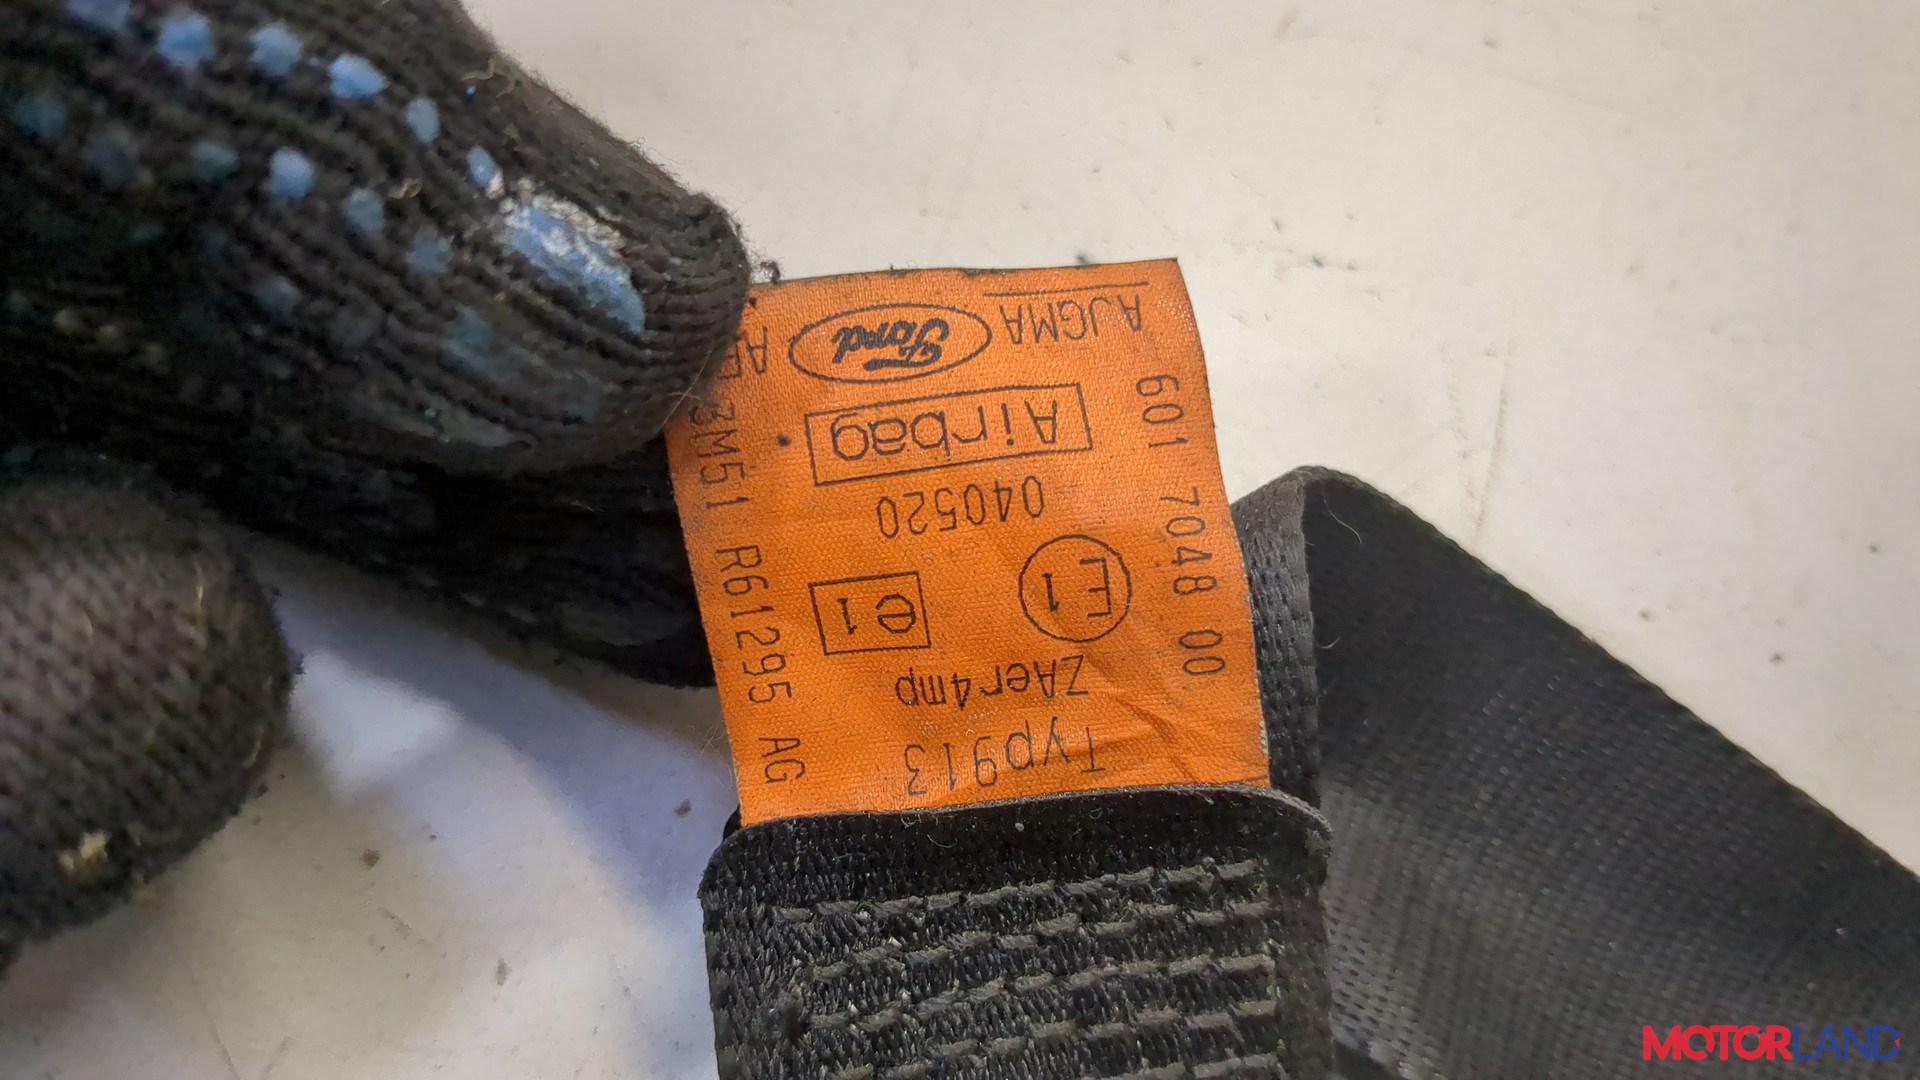 Typ913
ZAer4mp
E1 e1
040520
Airbag
AJGMA Ford
601 7048 00
3M51 R61295 AG
MOTORLAND